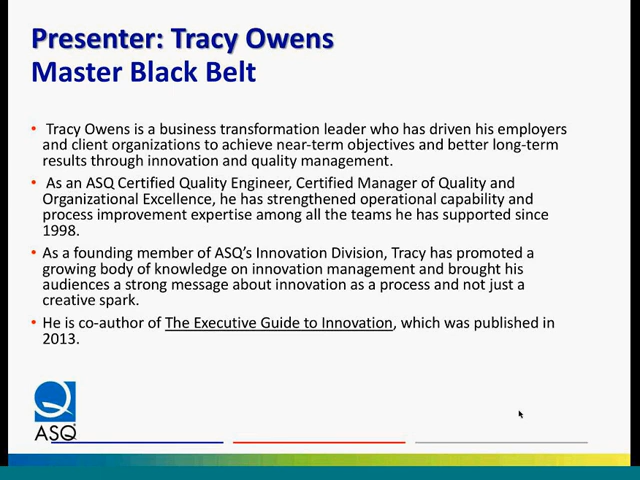 Presenter: Tracy Owens
Master Black Belt
• Tracy Owens is a business transformation leader who has driven his employers
and client organizations to achieve near-term objectives and better long-term
results through innovation and quality management.
• As an ASQ Certified Quality Engineer, Certified Manager of Quality and
Organizational Excellence, he has strengthened operational capability and
process improvement expertise among all the teams he has supported since
1998.
• As a founding member of ASQ's Innovation Division, Tracy has promoted a
growing body of knowledge on innovation management and brought his
audiences a strong message about innovation as a process and not just a
creative spark.
• He is co-author of The Executive Guide to Innovation, which was published in
2013.
ASQ